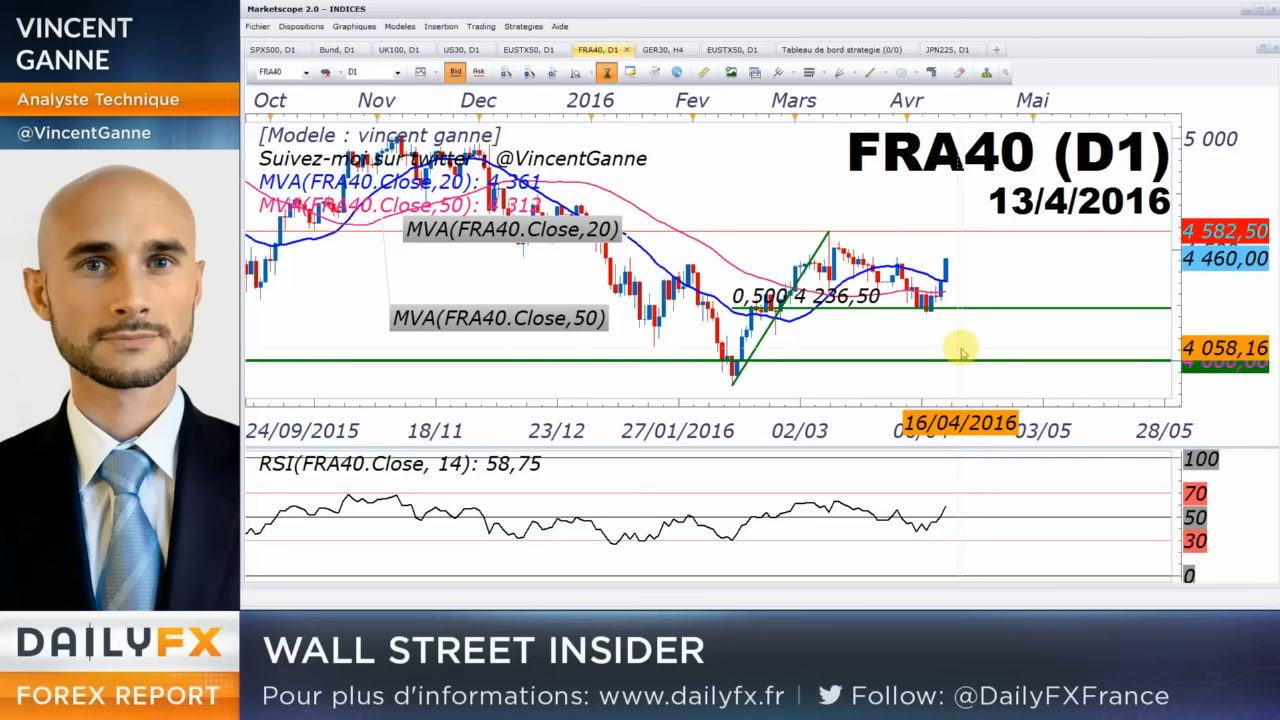 VINCENT
GANNE
Analyste Technique
@VincentGanne
Marketscope 2.0 – INDICES
Fichier Dispositions Graphiques Modeles Insertion Trading Strategies Aide
SPX500, D1 Bund, D1 UK100, D1 US30, D1 EUSTX50, D1 FRA40, D1 GER30, H4 EUSTX50, D1 Tableau de bord strategie (0/0) JPN225, D1
FRA40 D1 Bid Ask
Oct Nov Dec 2016 Fev Mars Avr Mai
[Modele : vincent ganne]
Suivez-moi sur twitter : @VincentGanne
MVA(FRA40.Close,20): 4 361
MVA(FRA40.Close,50): 4 312
FRA40 (D1)
13/4/2016
MVA(FRA40.Close,20)
MVA(FRA40.Close,50)
0,500 4 236,50
5 000
4 582,50
4 460,00
4 058,16
24/09/2015 18/11 23/12 27/01/2016 02/03 16/04/2016 03/05 28/05
RSI(FRA40.Close, 14): 58,75
100
70
50
30
0
DAILYFX
FOREX REPORT
WALL STREET INSIDER
Pour plus d'informations: www.dailyfx.fr | Follow: @DailyFXFrance